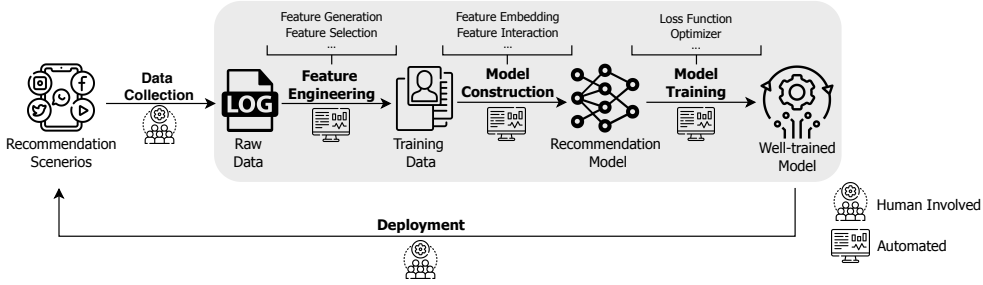 Feature Generation
Feature Selection
...
Feature Embedding
Feature Interaction
...
Loss Function
Optimizer
...
Data
Collection
LOG
Feature
Engineering
Model
Construction
Model
Training
Recommendation
Scenerios
Raw
Data
Training
Data
Recommendation
Model
Well-trained
Model
Deployment
Human Involved
Automated